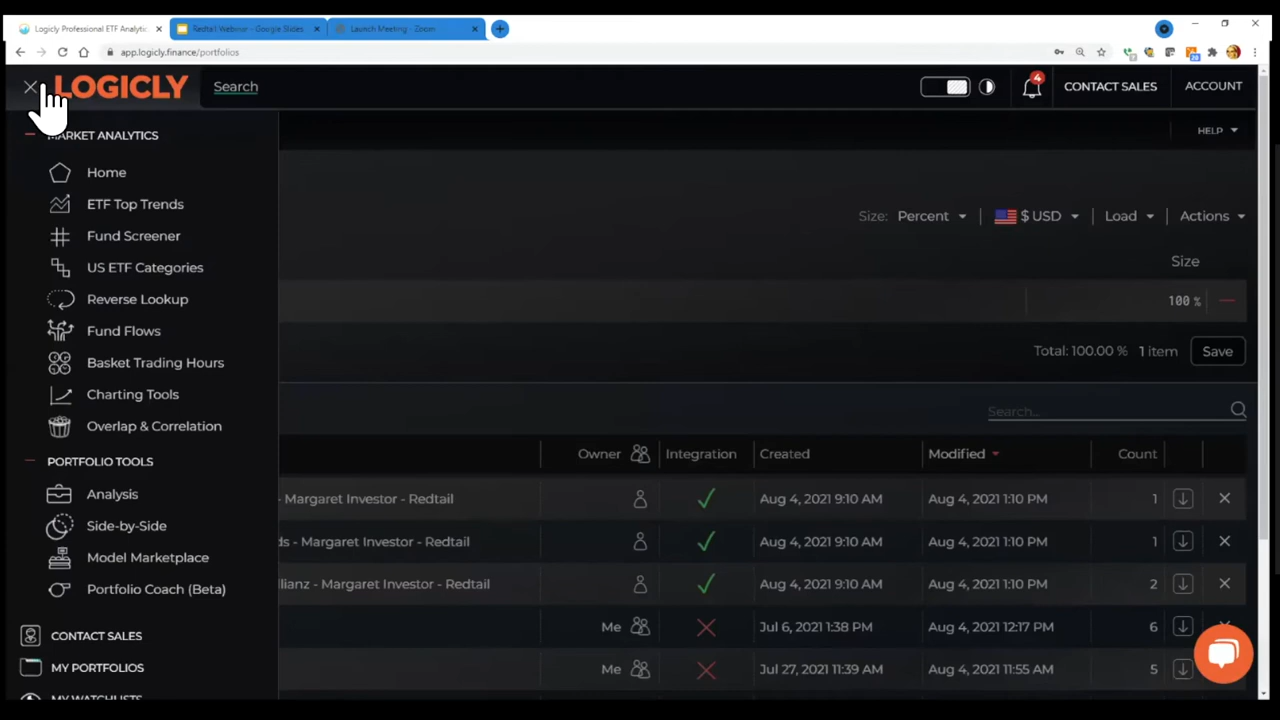 Logicly Professional ETF Analytic
Redtail Webinar - Google Slides
Launch Meeting - Zoom
app.logicly.finance/portfolios
LOGICLY
Search
4
CONTACT SALES
ACCOUNT
MARKET ANALYTICS
HELP
Home
ETF Top Trends
Size: Percent
$ USD
Load
Actions
Fund Screener
Size
US ETF Categories
Reverse Lookup
100 %
Fund Flows
Total: 100.00 % 1 item Save
Basket Trading Hours
Charting Tools
Search...
Overlap & Correlation
Owner Integration Created Modified Count
PORTFOLIO TOOLS
Analysis
- Margaret Investor - Redtail Aug 4, 2021 9:10 AM Aug 4, 2021 1:10 PM 1
Side-by-Side
ds - Margaret Investor - Redtail Aug 4, 2021 9:10 AM Aug 4, 2021 1:10 PM 1
Model Marketplace
Portfolio Coach (Beta)
llianz - Margaret Investor - Redtail Aug 4, 2021 9:10 AM Aug 4, 2021 1:10 PM 2
CONTACT SALES
Me Jul 6, 2021 1:38 PM Aug 4, 2021 12:17 PM 6
MY PORTFOLIOS
Me Jul 27, 2021 11:39 AM Aug 4, 2021 11:55 AM 5
MY WATCHLISTS